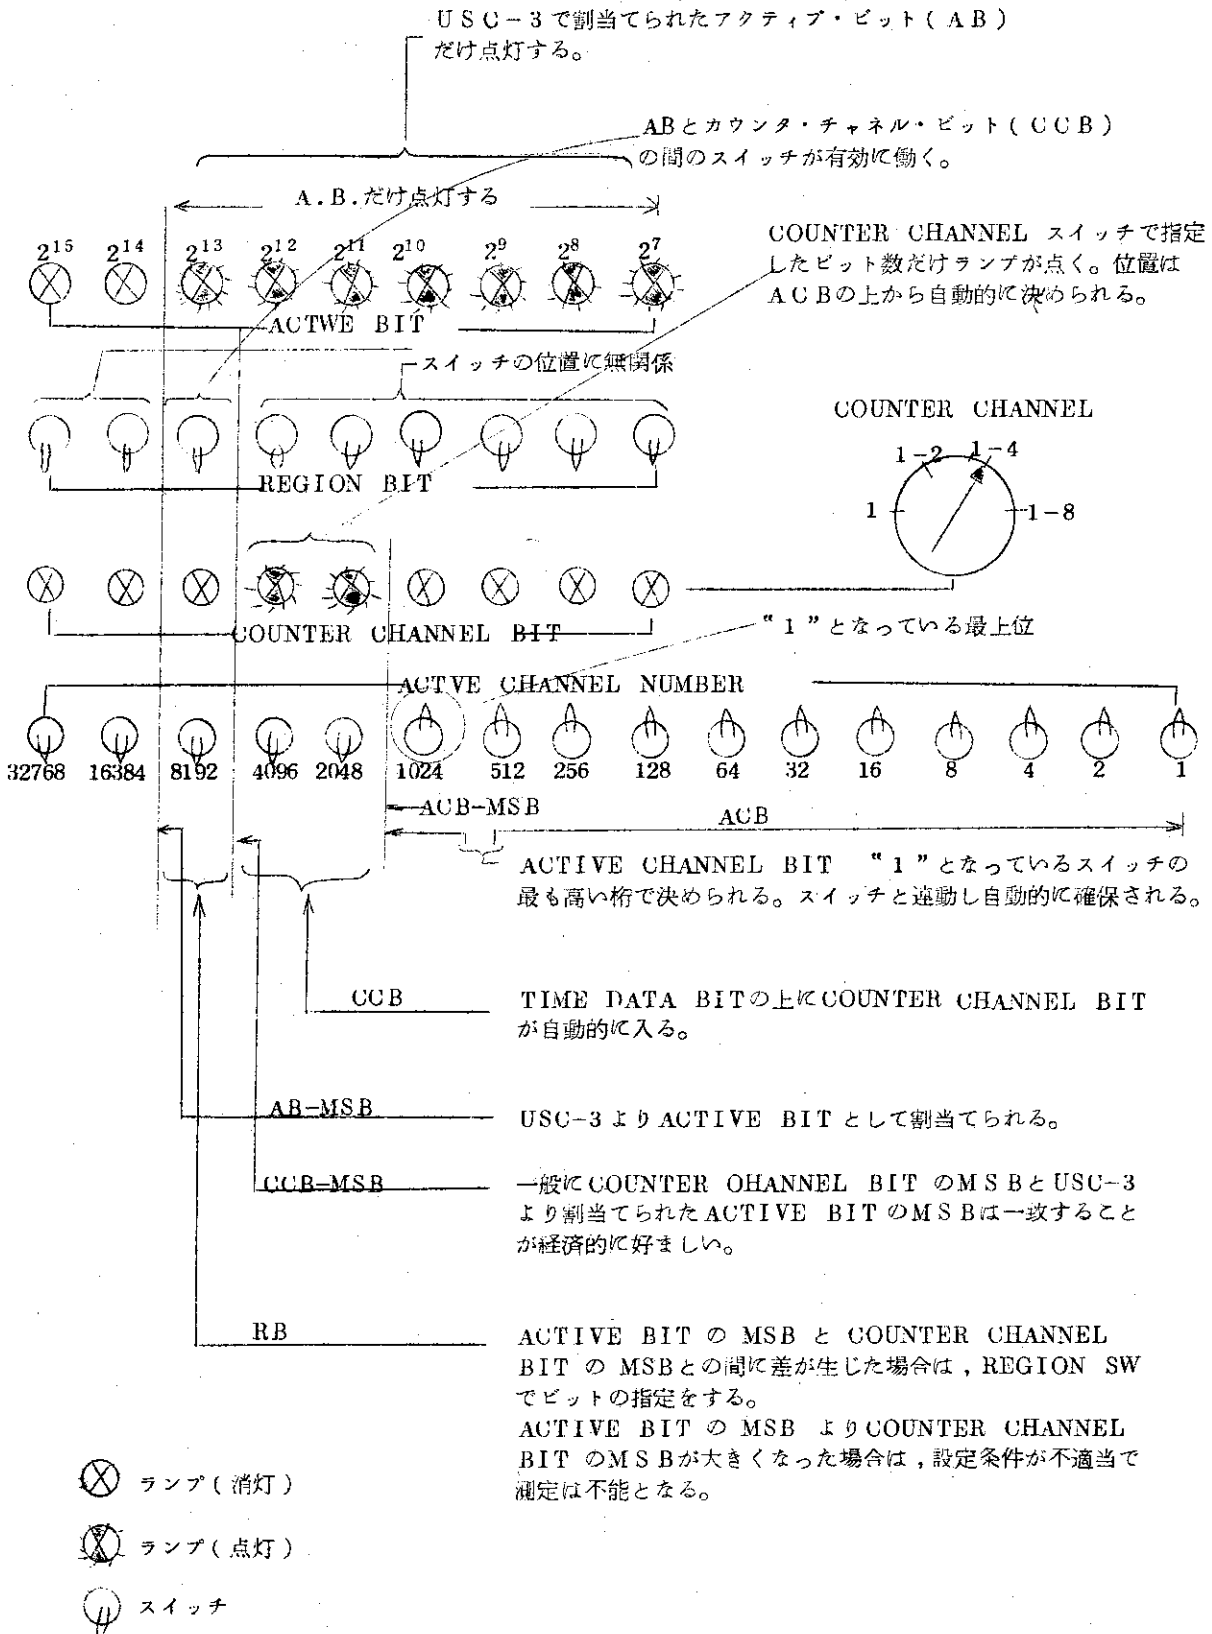 USC-3で割当てられたアクティブ・ビット(AB)
だけ点灯する。
ABとカウンタ・チャネル・ビット(CCB)
の間のスイッチが有効に働く。
A.B.だけ点灯する
2^15 2^14 2^13 2^12 2^11 2^10 2^9 2^8 2^7
COUNTER CHANNEL スイッチで指定
したビット数だけランプが点く。位置は
ACBの上から自動的に決められる。
ACTWE BIT
スイッチの位置に無関係
COUNTER CHANNEL
REGION BIT
1 1-2 1-4 1-8
COUNTER CHANNEL BIT
"1"となっている最上位
ACTVE CHANNEL NUMBER
32768 16384 8192 4096 2048 1024 512 256 128 64 32 16 8 4 2 1
ACB-MSB
ACB
ACTIVE CHANNEL BIT "1"となっているスイッチの
最も高い桁で決められる。スイッチと連動し自動的に確保される。
CCB
TIME DATA BITの上にCOUNTER CHANNEL BIT
が自動的に入る。
AB-MSB
USC-3よりACTIVE BITとして割当てられる。
CCB-MSB
一般にCOUNTER OHANNEL BITのMSBとUSC-3
より割当てられたACTIVE BITのMSBは一致すること
が経済的に好ましい。
RB
ACTIVE BIT の MSB と COUNTER CHANNEL
BIT の MSBとの間に差が生じた場合は,REGION SW
でビットの指定をする。
ACTIVE BIT の MSB よりCOUNTER CHANNEL
BIT のMSBが大きくなった場合は,設定条件が不適当で
測定は不能となる。
ランプ(消灯)
ランプ(点灯)
スイッチ